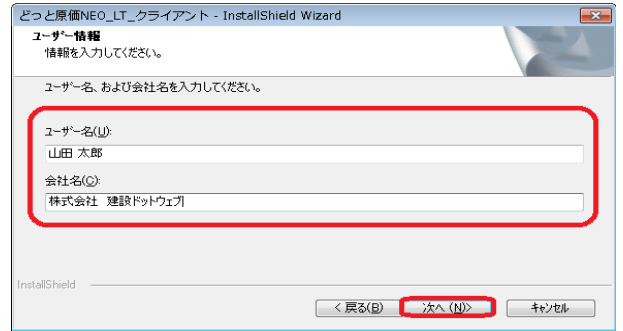 どっと原価NEO_LT_クライアント - InstallShield Wizard
ユーザー情報
情報を入力してください。
ユーザー名、および会社名を入力してください。
ユーザー名(U):
山田 太郎
会社名(C):
株式会社　建設ドットウェブ
InstallShield
< 戻る(B)
次へ (N)>
キャンセル